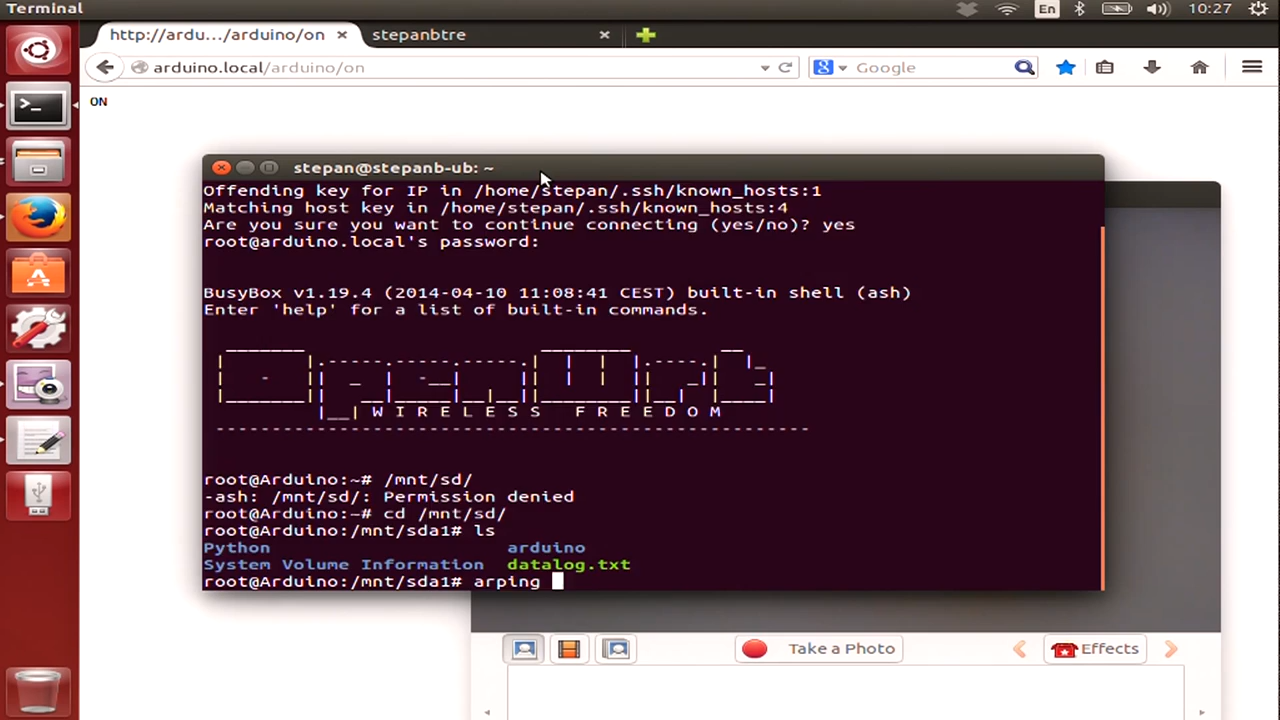 Terminal
En
10:27
http://ardu.../arduino/on
stepanbtre
arduino.local/arduino/on
Google
ON
stepan@stepanb-ub: ~
Offending key for IP in /home/stepan/.ssh/known_hosts:1
Matching host key in /home/stepan/.ssh/known_hosts:4
Are you sure you want to continue connecting (yes/no)? yes
root@arduino.local's password:
BusyBox v1.19.4 (2014-04-10 11:08:41 CEST) built-in shell (ash)
Enter 'help' for a list of built-in commands.
OpenWrt
W I R E L E S S   F R E E D O M
-----------------------------------------------------
root@Arduino:~# /mnt/sd/
-ash: /mnt/sd/: Permission denied
root@Arduino:~# cd /mnt/sd/
root@Arduino:/mnt/sda1# ls
Python arduino
System Volume Information datalog.txt
root@Arduino:/mnt/sda1# arping
Take a Photo
Effects